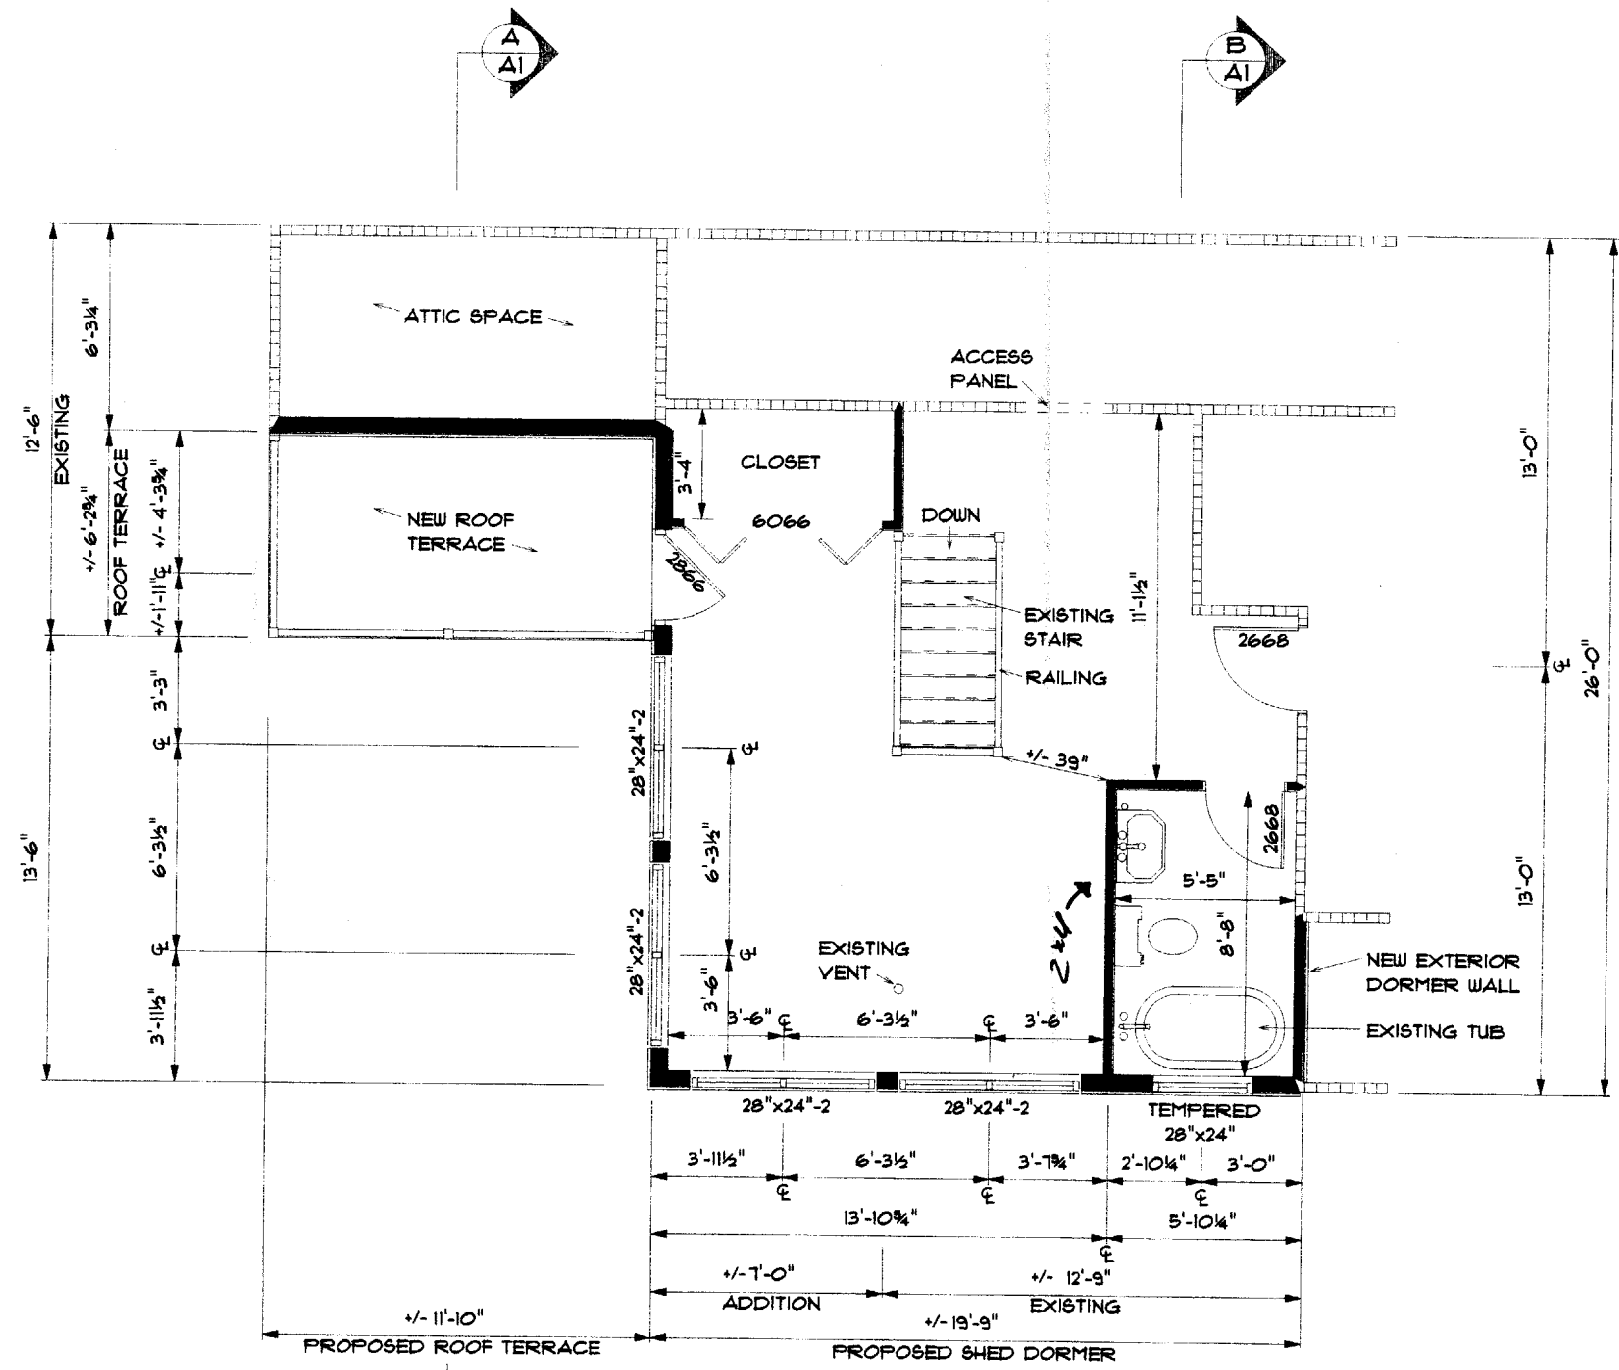 A
A1
B
A1
ATTIC SPACE
ACCESS
PANEL
6'-3¼"
12'-6"
EXISTING
CLOSET
3'-4"
6066
NEW ROOF
TERRACE
2866
DOWN
+/-6'-2¾"
ROOF TERRACE
+/- 4'-3¾"
+/-1'-11"
℄
EXISTING
STAIR
RAILING
11'-1½"
2668
13'-0"
℄
26'-0"
13'-0"
3'-3"
℄
6'-3½"
℄
3'-11½"
13'-6"
28"x24"-2
28"x24"-2
℄
6'-3½"
℄
3'-6"
+/- 39"
2668
5'-5"
8'-8"
2x4
EXISTING
VENT
NEW EXTERIOR
DORMER WALL
EXISTING TUB
3'-6"
℄
6'-3½"
℄
3'-6"
28"x24"-2
28"x24"-2
TEMPERED
28"x24"
3'-11½"
℄
6'-3½"
℄
3'-7¾"
2'-10¼"
℄
3'-0"
13'-10¾"
℄
5'-10¼"
+/-7'-0"
ADDITION
+/- 12'-9"
EXISTING
+/- 11'-10"
PROPOSED ROOF TERRACE
+/-19'-9"
PROPOSED SHED DORMER